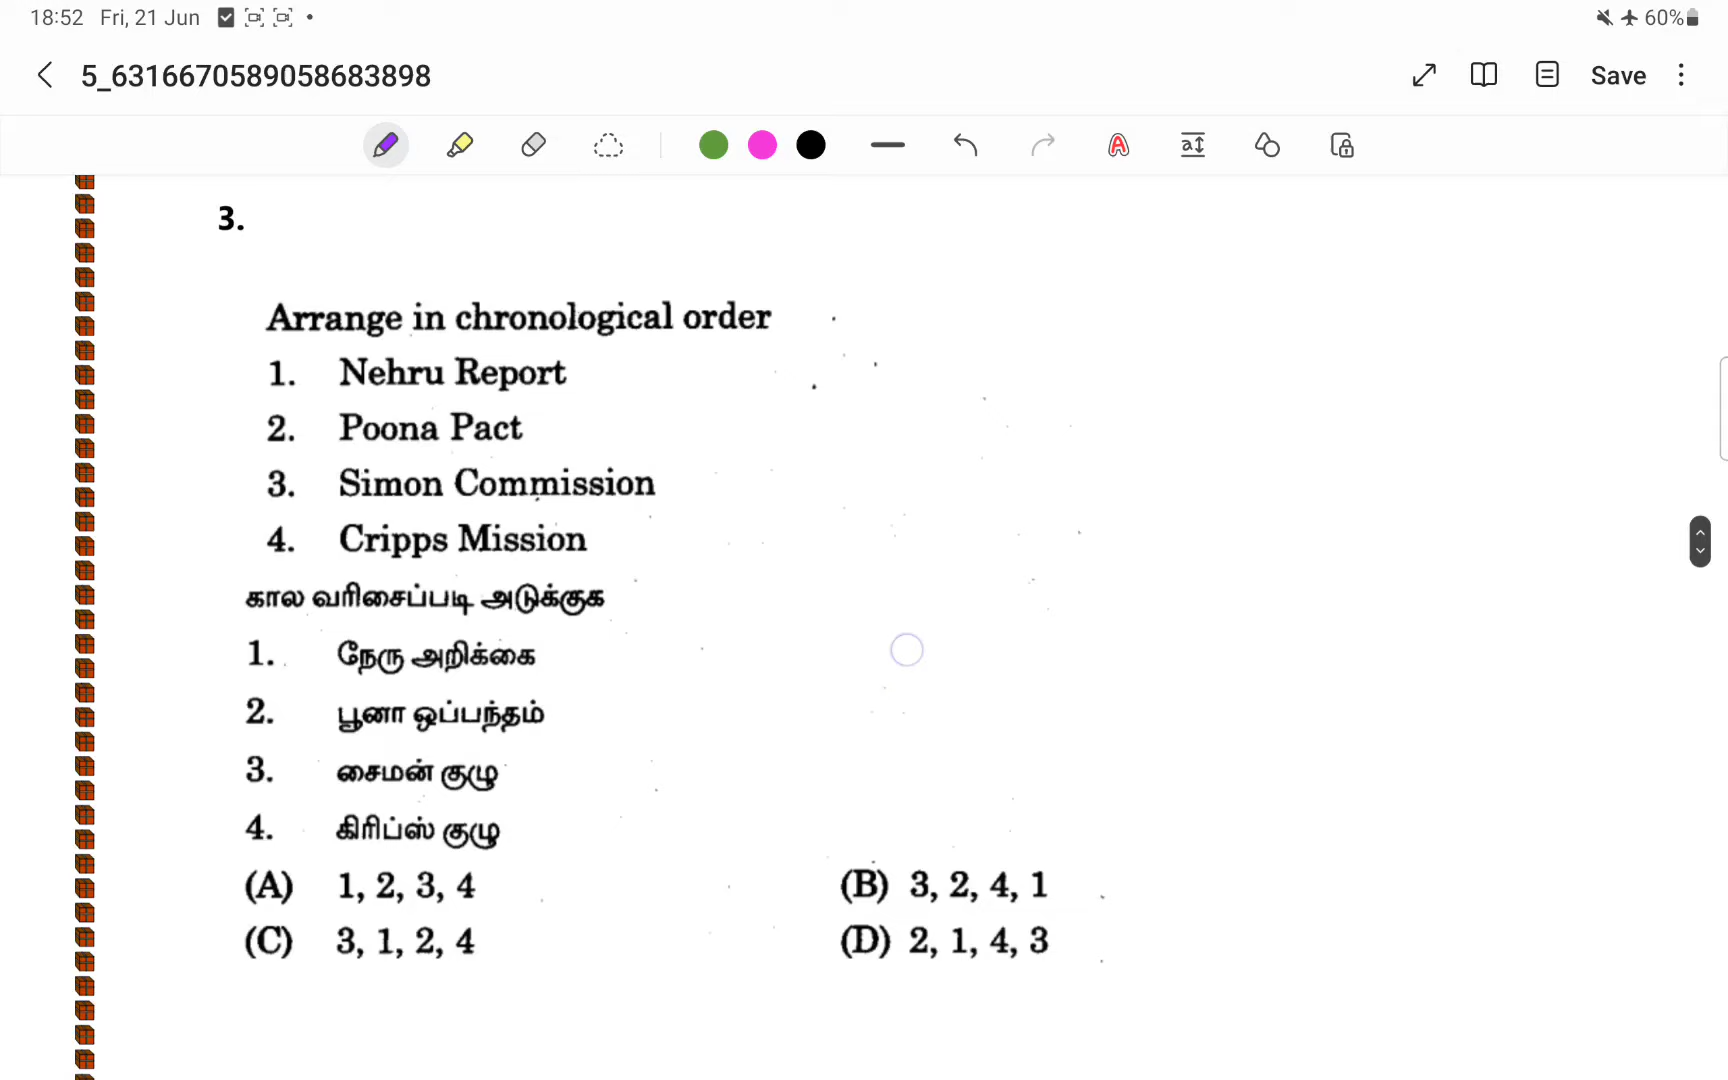 18:52 Fri, 21 Jun 60%
5_6316670589058683898 Save
3.
Arrange in chronological order
1. Nehru Report
2. Poona Pact
3. Simon Commission
4. Cripps Mission
கால வரிசைப்படி அடுக்குக
1. நேரு அறிக்கை
2. பூனா ஒப்பந்தம்
3. சைமன் குழு
4. கிரிப்ஸ் குழு
(A) 1, 2, 3, 4 (B) 3, 2, 4, 1
(C) 3, 1, 2, 4 (D) 2, 1, 4, 3